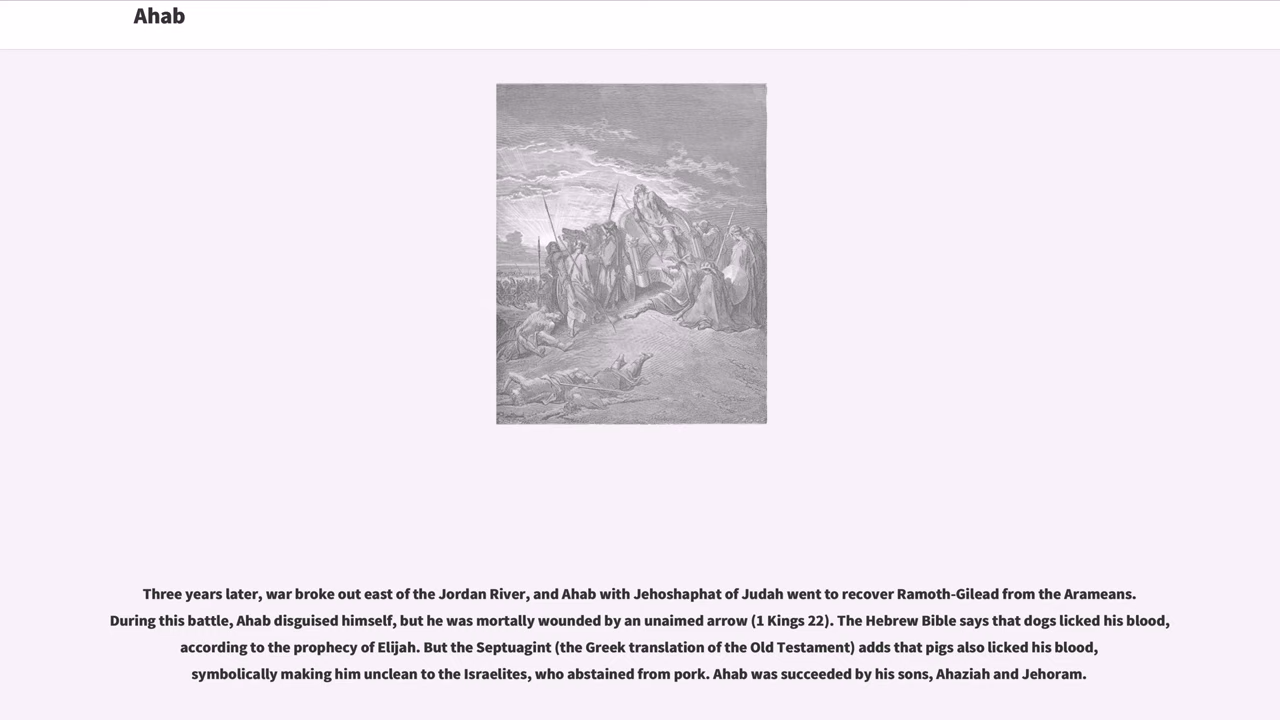 Ahab
Three years later, war broke out east of the Jordan River, and Ahab with Jehoshaphat of Judah went to recover Ramoth-Gilead from the Arameans.
During this battle, Ahab disguised himself, but he was mortally wounded by an unaimed arrow (1 Kings 22). The Hebrew Bible says that dogs licked his blood,
according to the prophecy of Elijah. But the Septuagint (the Greek translation of the Old Testament) adds that pigs also licked his blood,
symbolically making him unclean to the Israelites, who abstained from pork. Ahab was succeeded by his sons, Ahaziah and Jehoram.